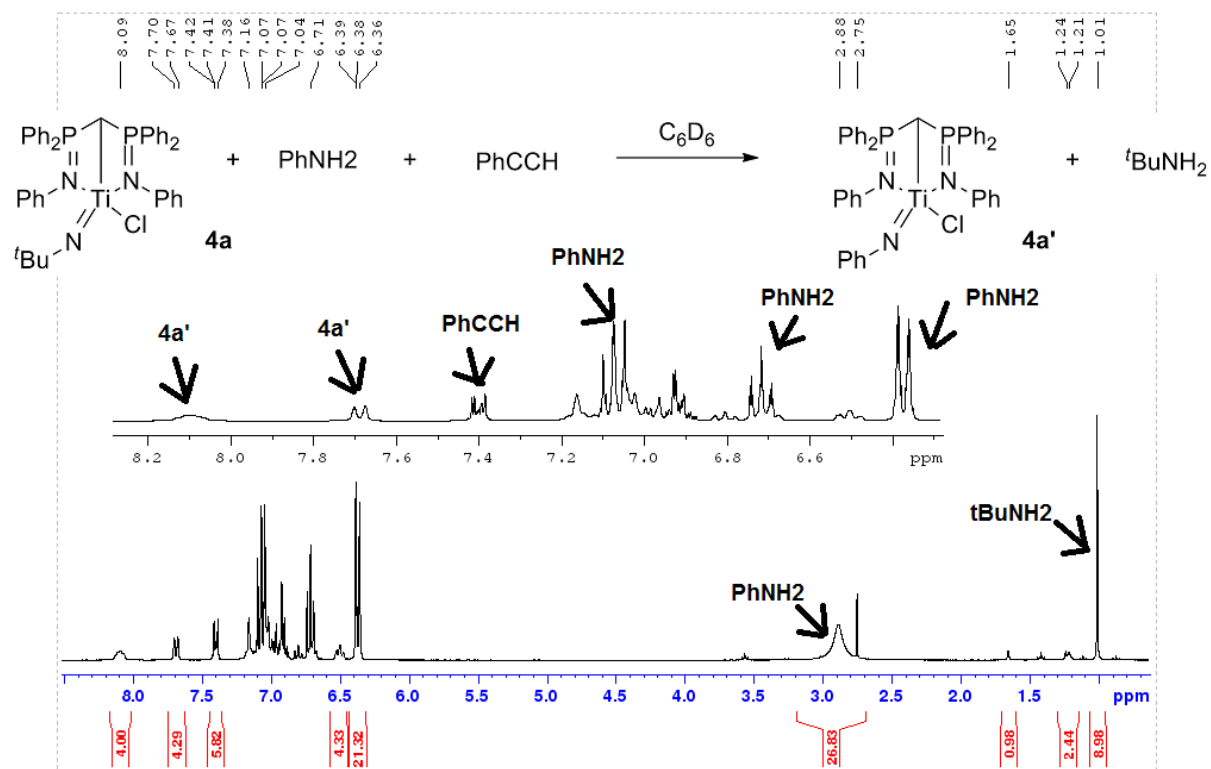 8.09
7.70
7.67
7.42
7.41
7.38
7.16
7.07
7.07
7.04
6.71
6.39
6.38
6.36
2.88
2.75
1.65
1.24
1.21
1.01
Ph2P PPh2
N N
Ph Ti Ph
Cl
N
tBu
4a
+ PhNH2 + PhCCH
C6D6
Ph2P PPh2
N N
Ph Ti Ph
Cl
N
Ph
4a'
+ tBuNH2
4a'
4a'
PhCCH
PhNH2
PhNH2
PhNH2
8.2 8.0 7.8 7.6 7.4 7.2 7.0 6.8 6.6 ppm
tBuNH2
PhNH2
8.0 7.5 7.0 6.5 6.0 5.5 5.0 4.5 4.0 3.5 3.0 2.5 2.0 1.5 ppm
4.00
4.29
5.82
4.33
21.32
26.83
0.98
2.44
8.98